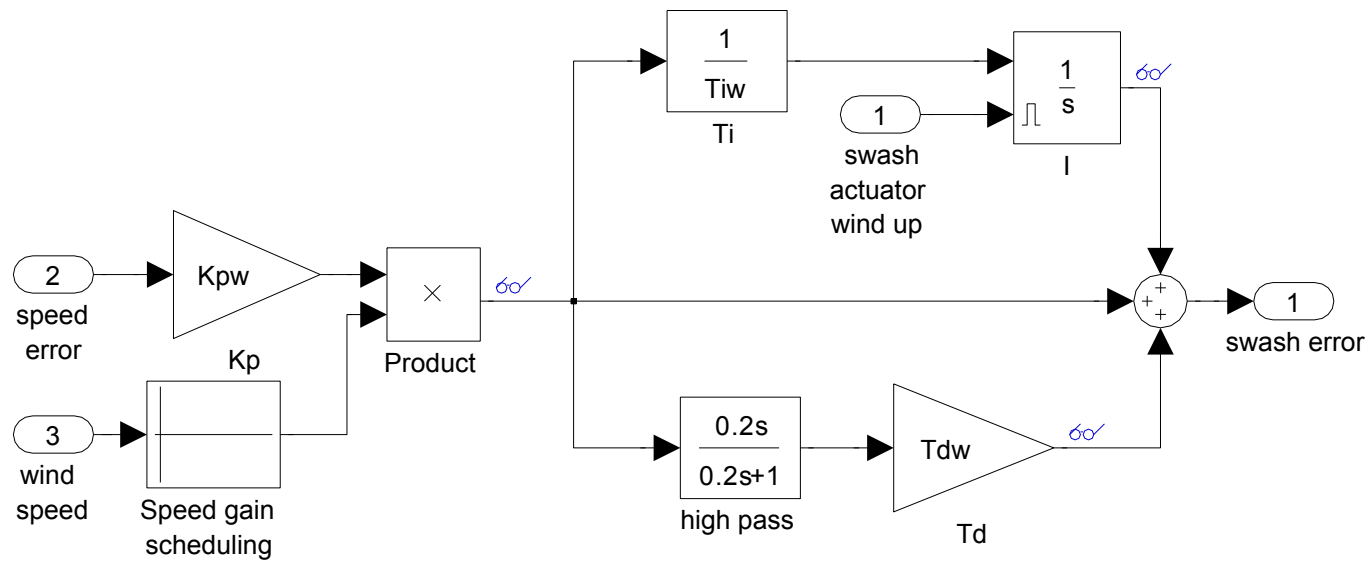 1
Tiw
Ti
1
s
I
1
swash
actuator
wind up
2
speed
error
Kpw
Kp
×
Product
+
+
+
1
swash error
3
wind
speed
Speed gain
scheduling
0.2s
0.2s+1
high pass
Tdw
Td